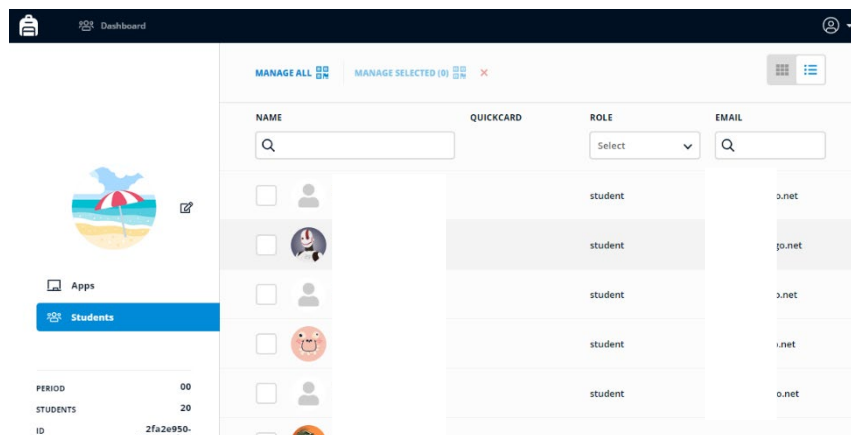 Dashboard
MANAGE ALL
MANAGE SELECTED (0)
NAME
QUICKCARD
ROLE
EMAIL
Select
student
o.net
student
go.net
student
o.net
student
.net
student
o.net
Apps
Students
PERIOD 00
STUDENTS 20
ID 2fa2e950-